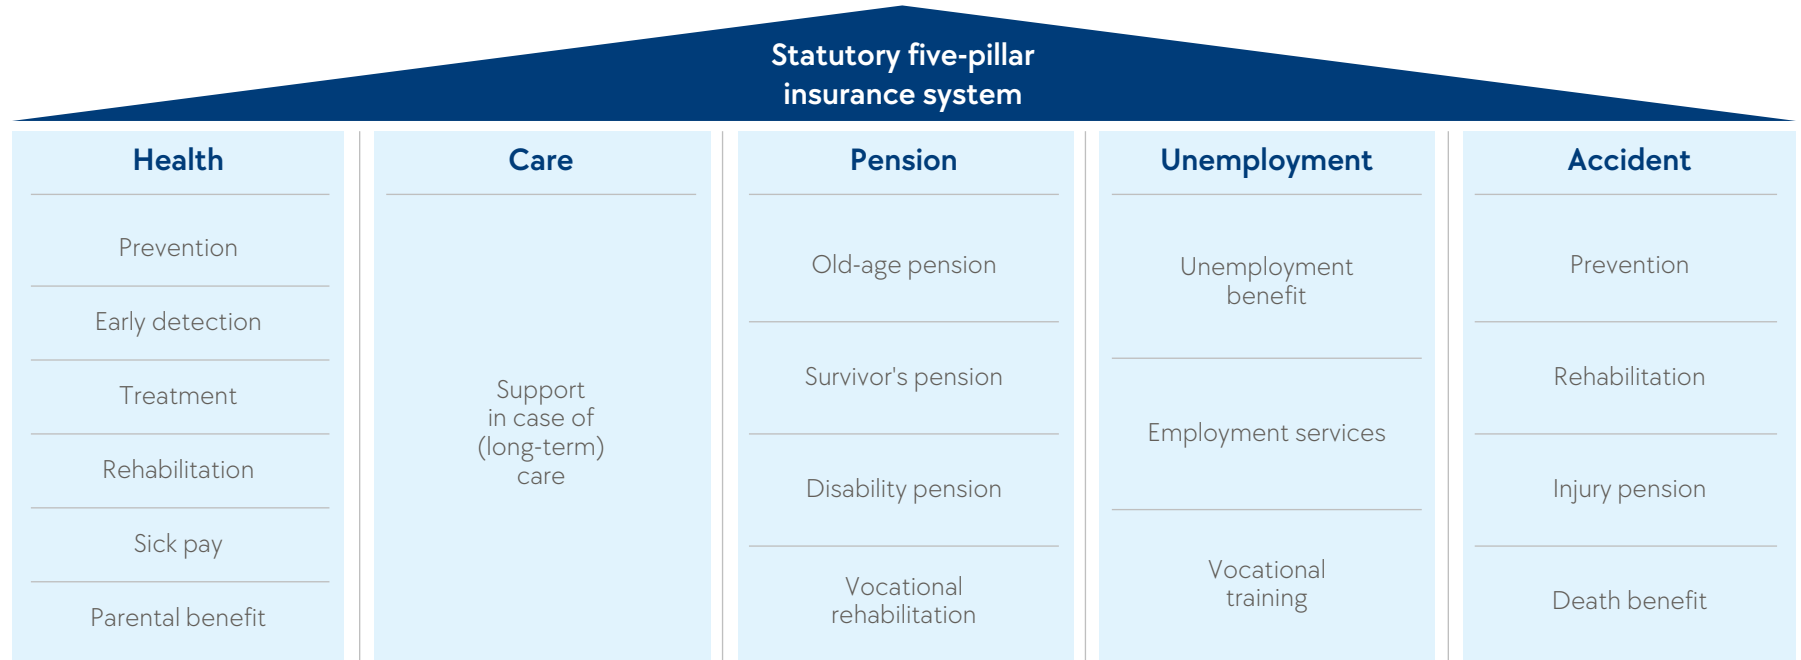 Statutory five-pillar
insurance system
Health
Prevention
Early detection
Treatment
Rehabilitation
Sick pay
Parental benefit
Care
Support
in case of
(long-term)
care
Pension
Old-age pension
Survivor's pension
Disability pension
Vocational
rehabilitation
Unemployment
Unemployment
benefit
Employment services
Vocational
training
Accident
Prevention
Rehabilitation
Injury pension
Death benefit